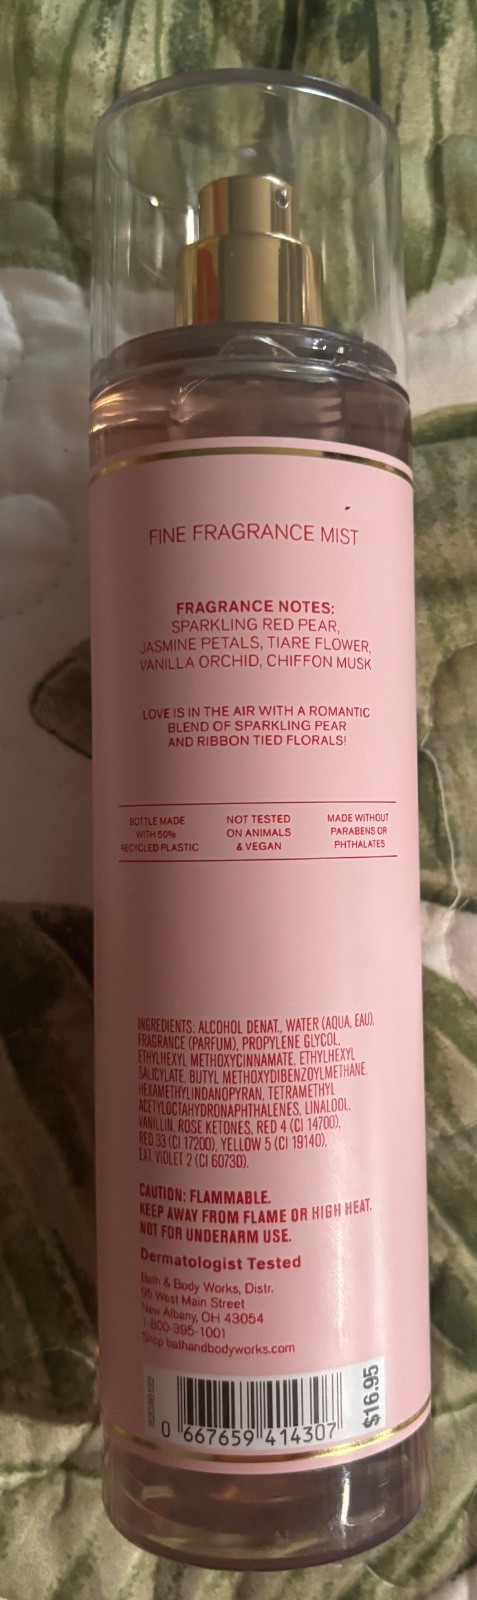 FINE FRAGRANCE MIST
FRAGRANCE NOTES:
SPARKLING RED PEAR,
JASMINE PETALS, TIARE FLOWER,
VANILLA ORCHID, CHIFFON MUSK
LOVE IS IN THE AIR WITH A ROMANTIC
BLEND OF SPARKLING PEAR
AND RIBBON TIED FLORALS!
BOTTLE MADE
WITH 50%
RECYCLED PLASTIC
NOT TESTED
ON ANIMALS
& VEGAN
MADE WITHOUT
PARABENS OR
PHTHALATES
INGREDIENTS: ALCOHOL DENAT., WATER (AQUA, EAU),
FRAGRANCE (PARFUM), PROPYLENE GLYCOL,
ETHYLHEXYL METHOXYCINNAMATE, ETHYLHEXYL
SALICYLATE, BUTYL METHOXYDIBENZOYLMETHANE,
HEXAMETHYLINDANOPYRAN, TETRAMETHYL
ACETYLOCTAHYDRONAPHTHALENES, LINALOOL,
VANILLIN, ROSE KETONES, RED 4 (CI 14700),
RED 33 (CI 17200), YELLOW 5 (CI 19140),
EXT. VIOLET 2 (CI 60730).
CAUTION: FLAMMABLE.
KEEP AWAY FROM FLAME OR HIGH HEAT.
NOT FOR UNDERARM USE.
Dermatologist Tested
Bath & Body Works, Distr.
95 West Main Street
New Albany, OH 43054
1-800-395-1001
Shop bathandbodyworks.com
0 667659 414307
$16.95